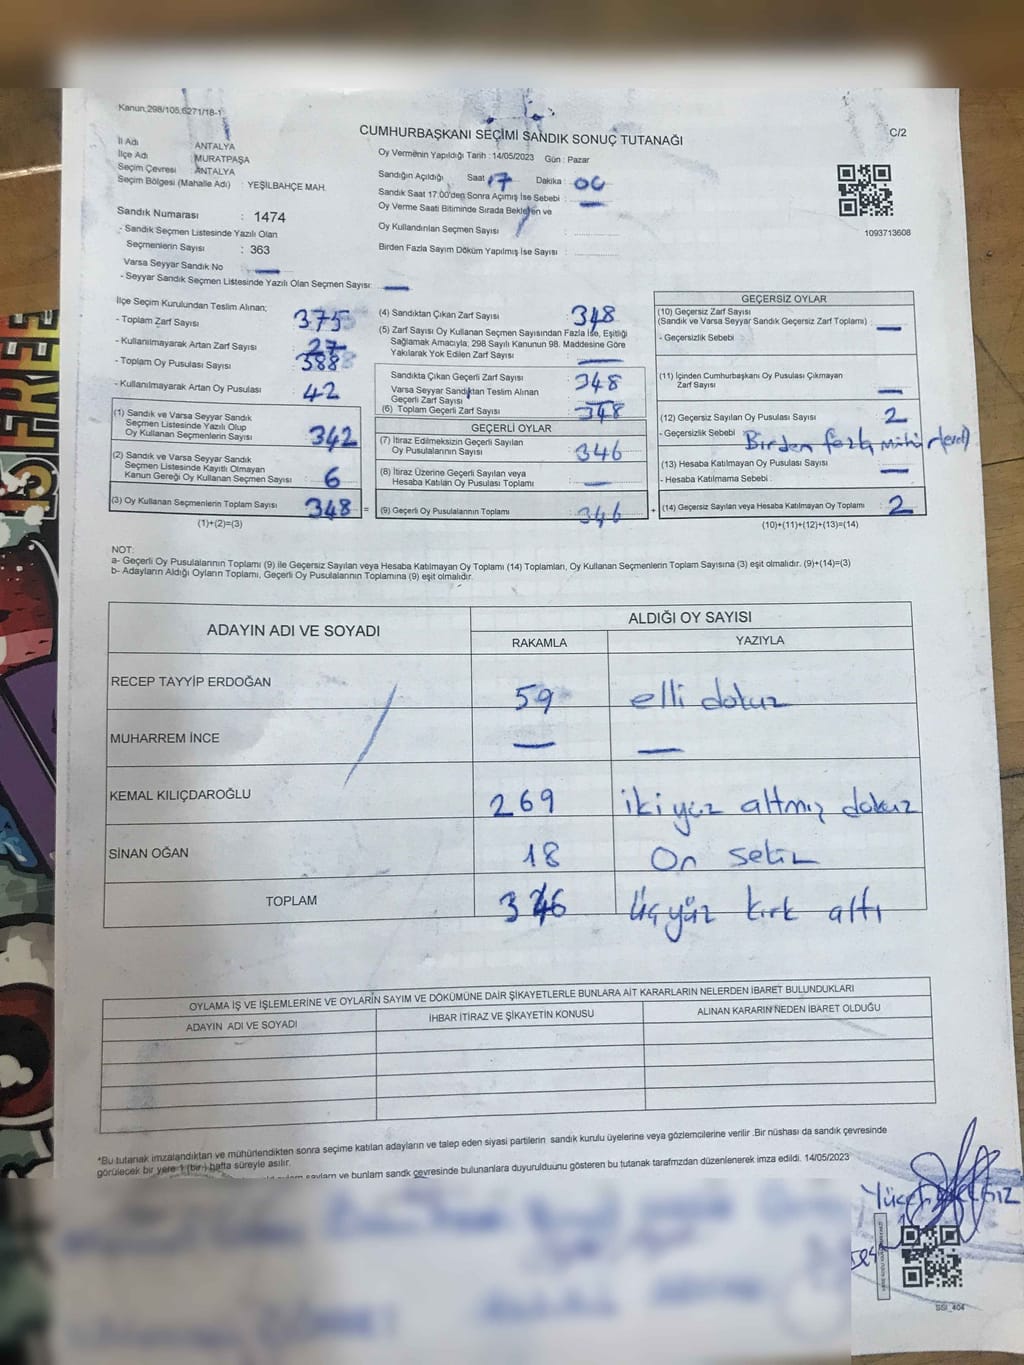 Kanun:298/105,6271/18-1
CUMHURBAŞKANI SEÇİMİ SANDIK SONUÇ TUTANAĞI
C/2
İl Adı ANTALYA
İlçe Adı MURATPAŞA
Seçim Çevresi ANTALYA
Seçim Bölgesi (Mahalle Adı) : YEŞİLBAHÇE MAH.
Oy Vermenin Yapıldığı Tarih : 14/05/2023 Gün : Pazar
Sandığın Açıldığı Saat 17 Dakika : 00
Sandık Saat 17:00'den Sonra Açılmış İse Sebebi : —
Oy Verme Saati Bitiminde Sırada Bekleyen ve
Oy Kullandırılan Seçmen Sayısı :
Birden Fazla Sayım Döküm Yapılmış İse Sayısı :
1093713608
Sandık Numarası : 1474
- Sandık Seçmen Listesinde Yazılı Olan
Seçmenlerin Sayısı : 363
Varsa Seyyar Sandık No —
- Seyyar Sandık Seçmen Listesinde Yazılı Olan Seçmen Sayısı: —
İlçe Seçim Kurulundan Teslim Alınan;
- Toplam Zarf Sayısı 375
- Kullanılmayarak Artan Zarf Sayısı 27
- Toplam Oy Pusulası Sayısı 388
- Kullanılmayarak Artan Oy Pusulası 42
(1) Sandık ve Varsa Seyyar Sandık
Seçmen Listesinde Yazılı Olup
Oy Kullanan Seçmenlerin Sayısı 342
(2) Sandık ve Varsa Seyyar Sandık
Seçmen Listesinde Kayıtlı Olmayan
Kanun Gereği Oy Kullanan Seçmen Sayısı : 6
(3) Oy Kullanan Seçmenlerin Toplam Sayısı 348 =
(1)+(2)=(3)
(4) Sandıktan Çıkan Zarf Sayısı : 348
(5) Zarf Sayısı Oy Kullanan Seçmen Sayısından Fazla İse, Eşitliği
Sağlamak Amacıyla, 298 Sayılı Kanunun 98. Maddesine Göre
Yakılarak Yok Edilen Zarf Sayısı : —
Sandıkta Çıkan Geçerli Zarf Sayısı : 348
Varsa Seyyar Sandıktan Teslim Alınan
Geçerli Zarf Sayısı : —
(6) Toplam Geçerli Zarf Sayısı : 348
GEÇERLİ OYLAR
(7) İtiraz Edilmeksizin Geçerli Sayılan
Oy Pusulasının Sayısı : 346
(8) İtiraz Üzerine Geçerli Sayılan veya
Hesaba Katılan Oy Pusulası Toplamı : —
(9) Geçerli Oy Pusulalarının Toplamı : 346 +
GEÇERSİZ OYLAR
(10) Geçersiz Zarf Sayısı
(Sandık ve Varsa Seyyar Sandık Geçersiz Zarf Toplamı) : —
- Geçersizlik Sebebi
(11) İçinden Cumhurbaşkanı Oy Pusulası Çıkmayan
Zarf Sayısı —
(12) Geçersiz Sayılan Oy Pusulası Sayısı 2
- Geçersizlik Sebebi Birden fazla
(13) Hesaba Katılmayan Oy Pusulası Sayısı —
- Hesaba Katılmama Sebebi :
(14) Geçersiz Sayılan veya Hesaba Katılmayan Oy Toplamı : 2
(10)+(11)+(12)+(13)=(14)
NOT:
a- Geçerli Oy Pusulalarının Toplamı (9) ile Geçersiz Sayılan veya Hesaba Katılmayan Oy Toplamı (14) Toplamları, Oy Kullanan Seçmenlerin Toplam Sayısına (3) eşit olmalıdır. (9)+(14)=(3)
b- Adayların Aldığı Oyların Toplamı, Geçerli Oy Pusulalarının Toplamına (9) eşit olmalıdır.
ADAYIN ADI VE SOYADI ALDIĞI OY SAYISI
RAKAMLA YAZIYLA
RECEP TAYYİP ERDOĞAN 59 elli dokuz
MUHARREM İNCE — —
KEMAL KILIÇDAROĞLU 269 iki yüz altmış dokuz
SİNAN OĞAN 18 On sekiz
TOPLAM 346 Üç yüz kırk altı
OYLAMA İŞ VE İŞLEMLERİNE VE OYLARIN SAYIM VE DÖKÜMÜNE DAİR ŞİKAYETLERLE BUNLARA AİT KARARLARIN NELERDEN İBARET BULUNDUKLARI
ADAYIN ADI VE SOYADI İHBAR İTİRAZ VE ŞİKAYETİN KONUSU ALINAN KARARIN NEDEN İBARET OLDUĞU
*Bu tutanak imzalandıktan ve mühürlendikten sonra seçime katılan adayların ve talep eden siyasi partilerin sandık kurulu üyelerine veya gözlemcilerine verilir .Bir nüshası da sandık çevresinde
görülecek bir yere 1 (bir ) hafta süreyle asılır.
sayların ve bunlarn sandk çevresinde bulunanlara duyurulduunu gösteren bu tutanak tarafmzdan düzenlenerek imza edildi. 14/05/2023
SSI_404